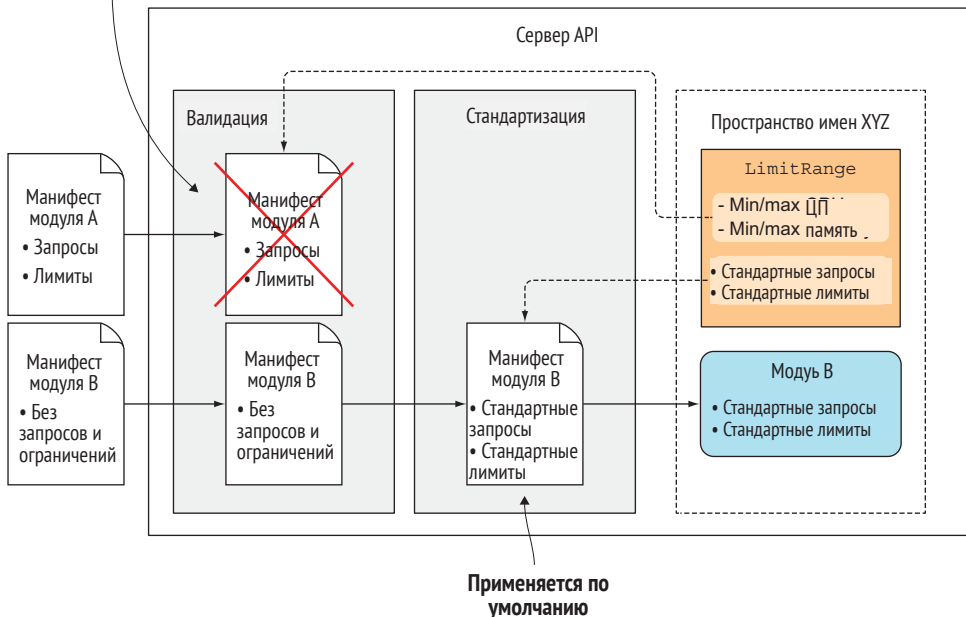 Сервер API
Валидация
Стандартизация
Пространство имен XYZ
Манифест
модуля A
• Запросы
• Лимиты
Манифест
модуля A
• Запросы
• Лимиты
LimitRange
- Min/max ЦП
- Min/max память
• Стандартные запросы
• Стандартные лимиты
Манифест
модуля B
• Без
запросов и
ограничений
Манифест
модуля B
• Без
запросов и
ограничений
Манифест
модуля B
• Стандартные
запросы
• Стандартные
лимиты
Модуь B
• Стандартные запросы
• Стандартные лимиты
Применяется по
умолчанию